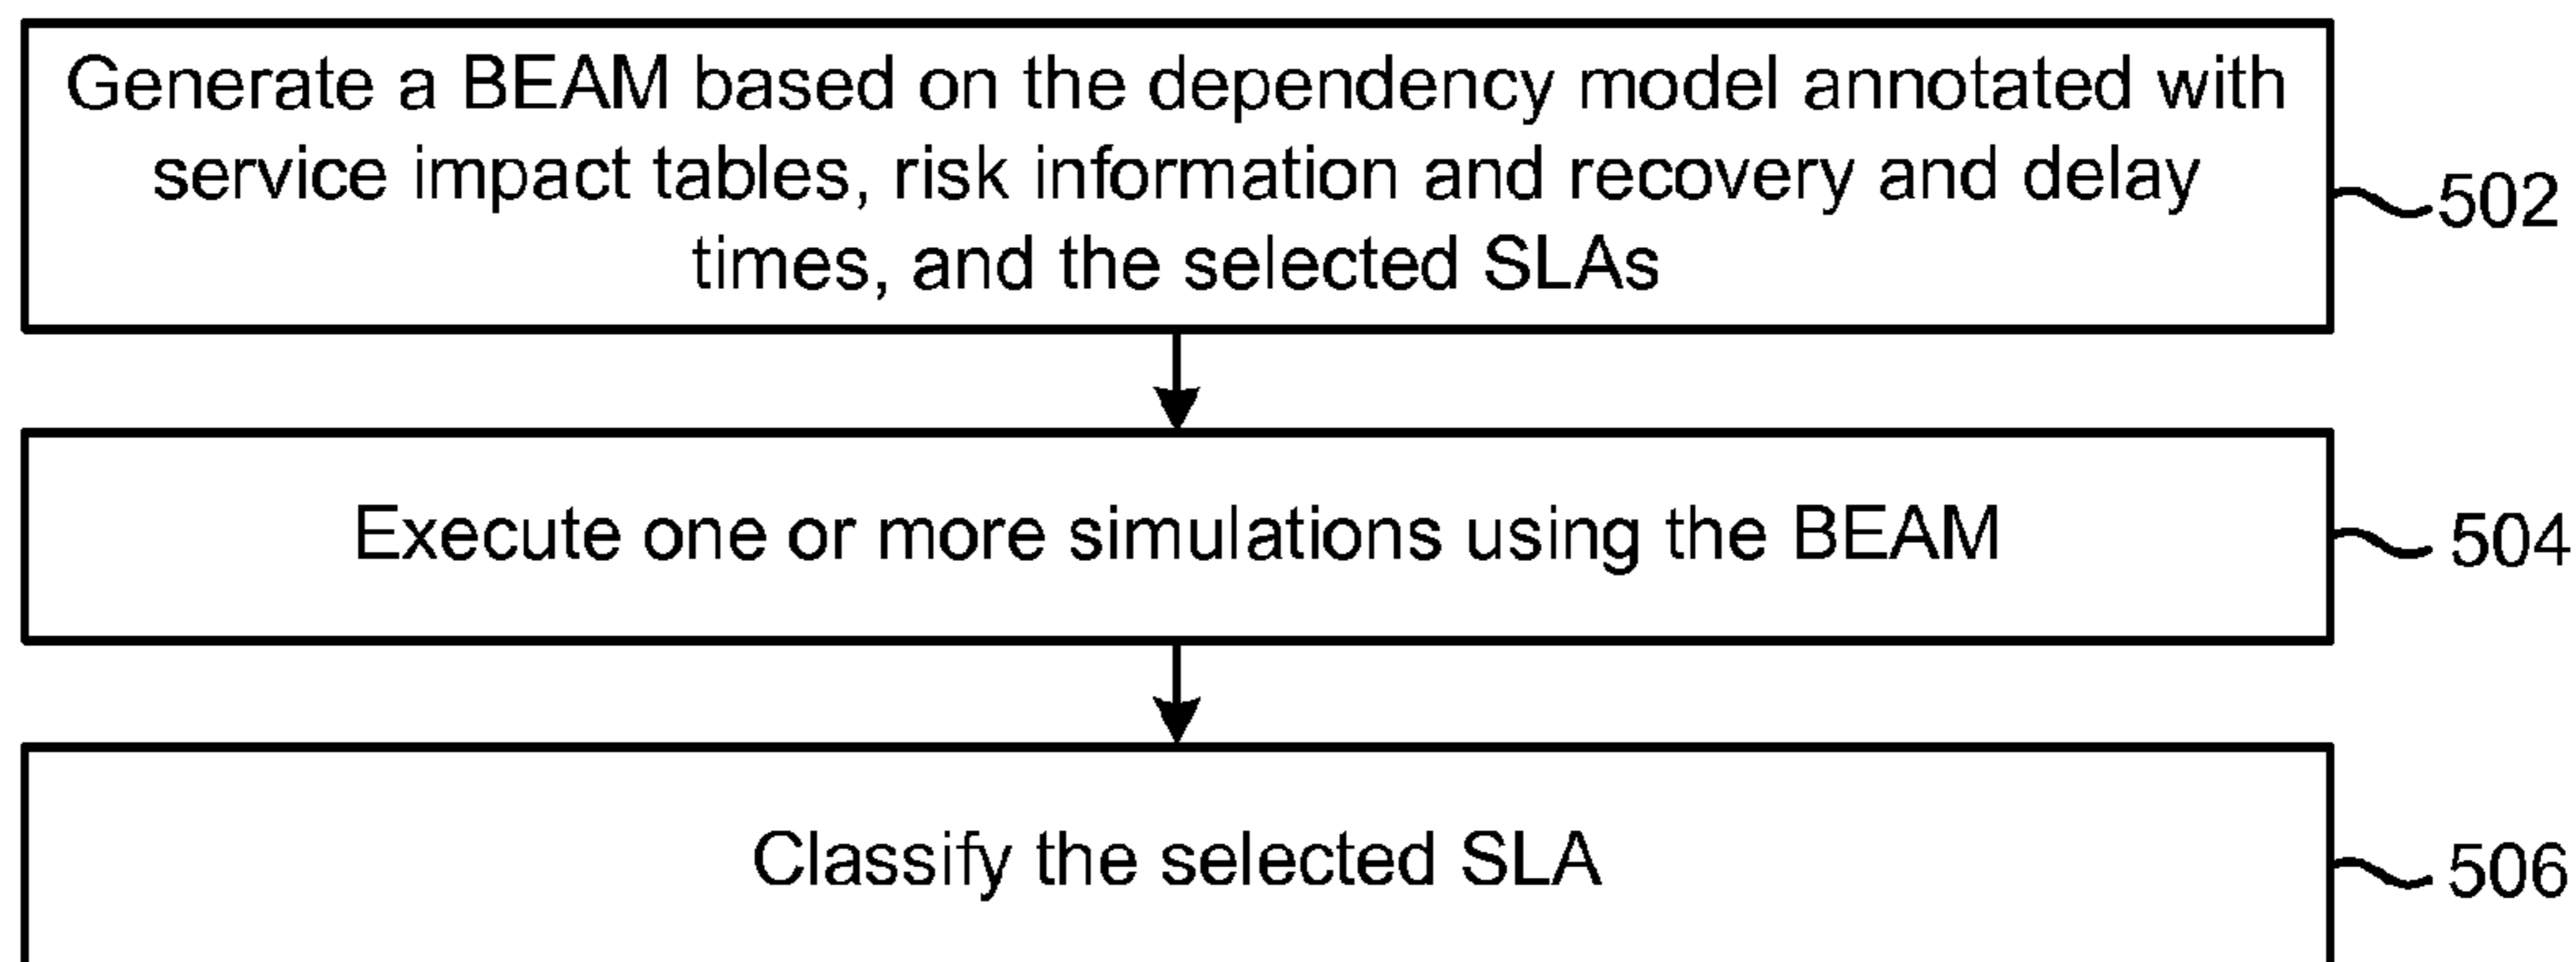 Generate a BEAM based on the dependency model annotated with
service impact tables, risk information and recovery and delay
times, and the selected SLAs
502
Execute one or more simulations using the BEAM
504
Classify the selected SLA
506